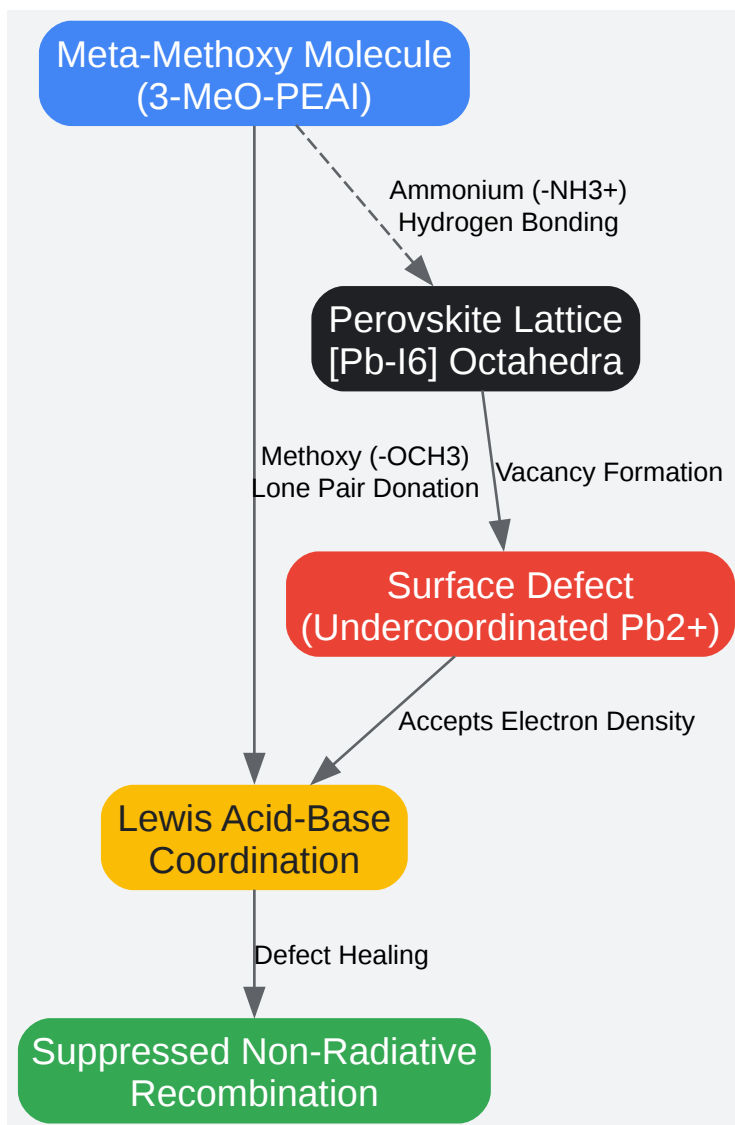 Meta-Methoxy Molecule
(3-MeO-PEAI)
Ammonium (-NH3+)
Hydrogen Bonding
Perovskite Lattice
[Pb-I6] Octahedra
Methoxy (-OCH3)
Lone Pair Donation
Vacancy Formation
Surface Defect
(Undercoordinated Pb2+)
Accepts Electron Density
Lewis Acid-Base
Coordination
Defect Healing
Suppressed Non-Radiative
Recombination